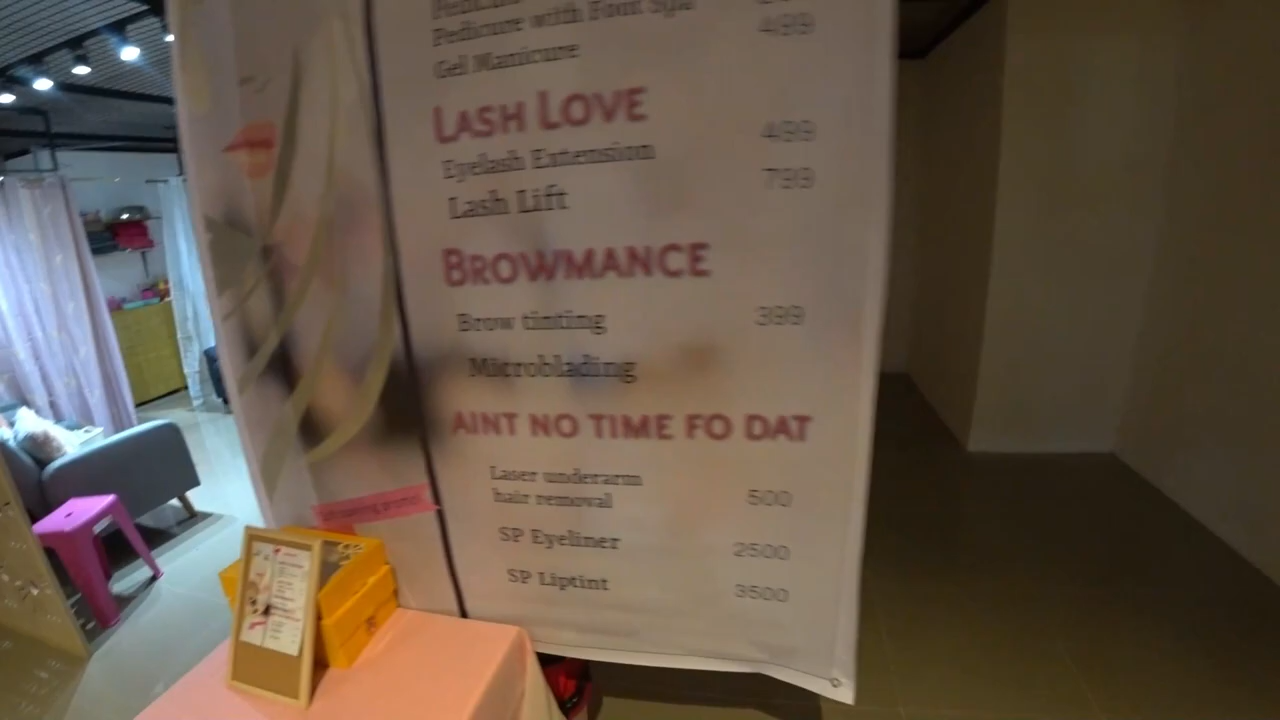 Pedicure with Foot Spa 499
Gel Manicure
LASH LOVE
Eyelash Extension 499
Lash Lift 799
BROWMANCE
Brow tinting 399
Microblading
AINT NO TIME FO DAT
Laser underarm
hair removal 500
SP Eyeliner 2500
SP Liptint 3500